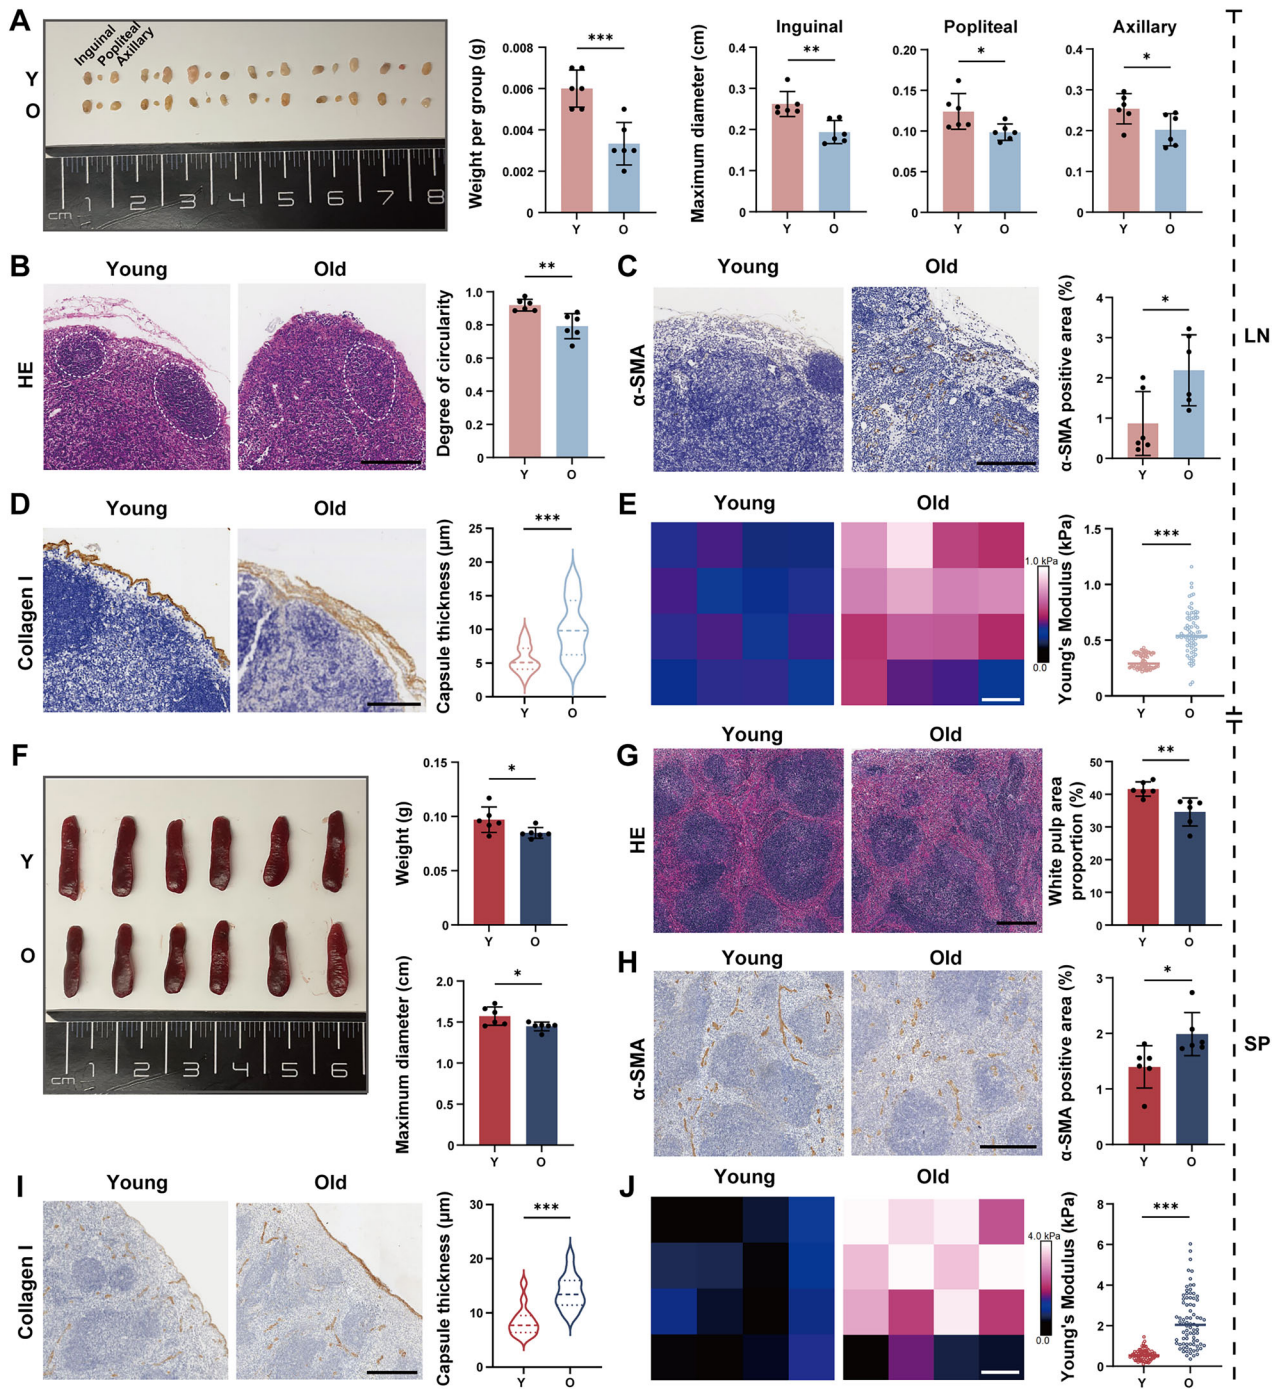 A
Inguinal
Popliteal
Axillary
Y
O
cm 1 2 3 4 5 6 7 8
Weight per group (g)
0.008
0.006
0.004
0.002
0
***
Y O
Maximum diameter (cm)
Inguinal
0.4
0.3
0.2
0.1
0
**
Y O
Popliteal
0.20
0.15
0.10
0.05
0
*
Y O
Axillary
0.4
0.3
0.2
0.1
0
*
Y O
LN
B
Young Old
HE
Degree of circularity
1.0
0.8
0.6
0.4
0.2
0
**
Y O
C
Young Old
α-SMA
α-SMA positive area (%)
4
3
2
1
0
*
Y O
D
Young Old
Collagen I
Capsule thickness (μm)
25
20
15
10
5
0
***
Y O
E
Young Old
1.0 kPa
0.0
Young's Modulus (kPa)
1.5
1.0
0.5
0
***
Y O
F
Y
O
cm 1 2 3 4 5 6
Weight (g)
0.15
0.10
0.05
0
*
Y O
Maximum diameter (cm)
2.0
1.5
1.0
0.5
0
*
Y O
G
Young Old
HE
White pulp area
proportion (%)
50
40
30
20
10
0
**
Y O
H
Young Old
α-SMA
α-SMA positive area (%)
3
2
1
0
*
Y O
SP
I
Young Old
Collagen I
Capsule thickness (μm)
30
20
10
0
***
Y O
J
Young Old
4.0 kPa
0.0
Young's Modulus (kPa)
8
6
4
2
0
***
Y O